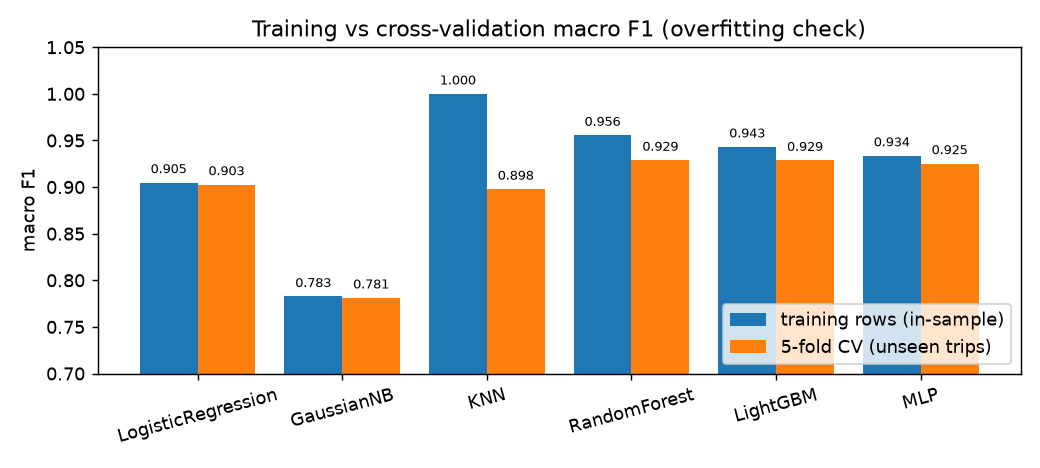 Training vs cross-validation macro F1 (overfitting check)
macro F1
1.05
1.00
0.95
0.90
0.85
0.80
0.75
0.70
0.905
0.903
0.783
0.781
1.000
0.898
0.956
0.929
0.943
0.929
0.934
0.925
training rows (in-sample)
5-fold CV (unseen trips)
LogisticRegression
GaussianNB
KNN
RandomForest
LightGBM
MLP